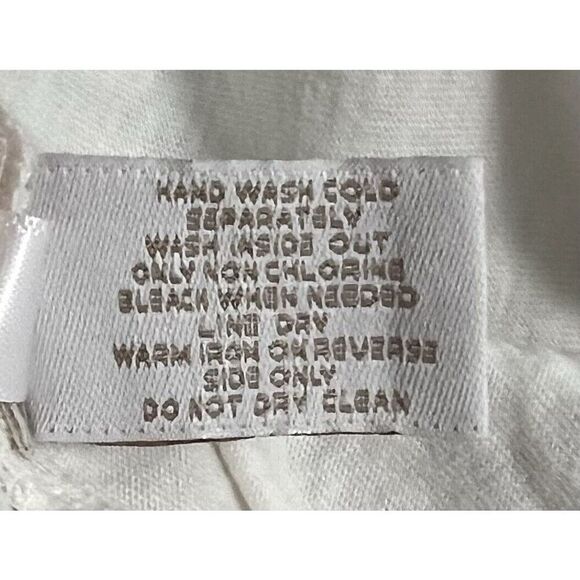 HAND WASH COLD
SEPARATELY
WASH INSIDE OUT
ONLY NON CHLORINE
BLEACH WHEN NEEDED
LINE DRY
WARM IRON ON REVERSE
SIDE ONLY
DO NOT DRY CLEAN